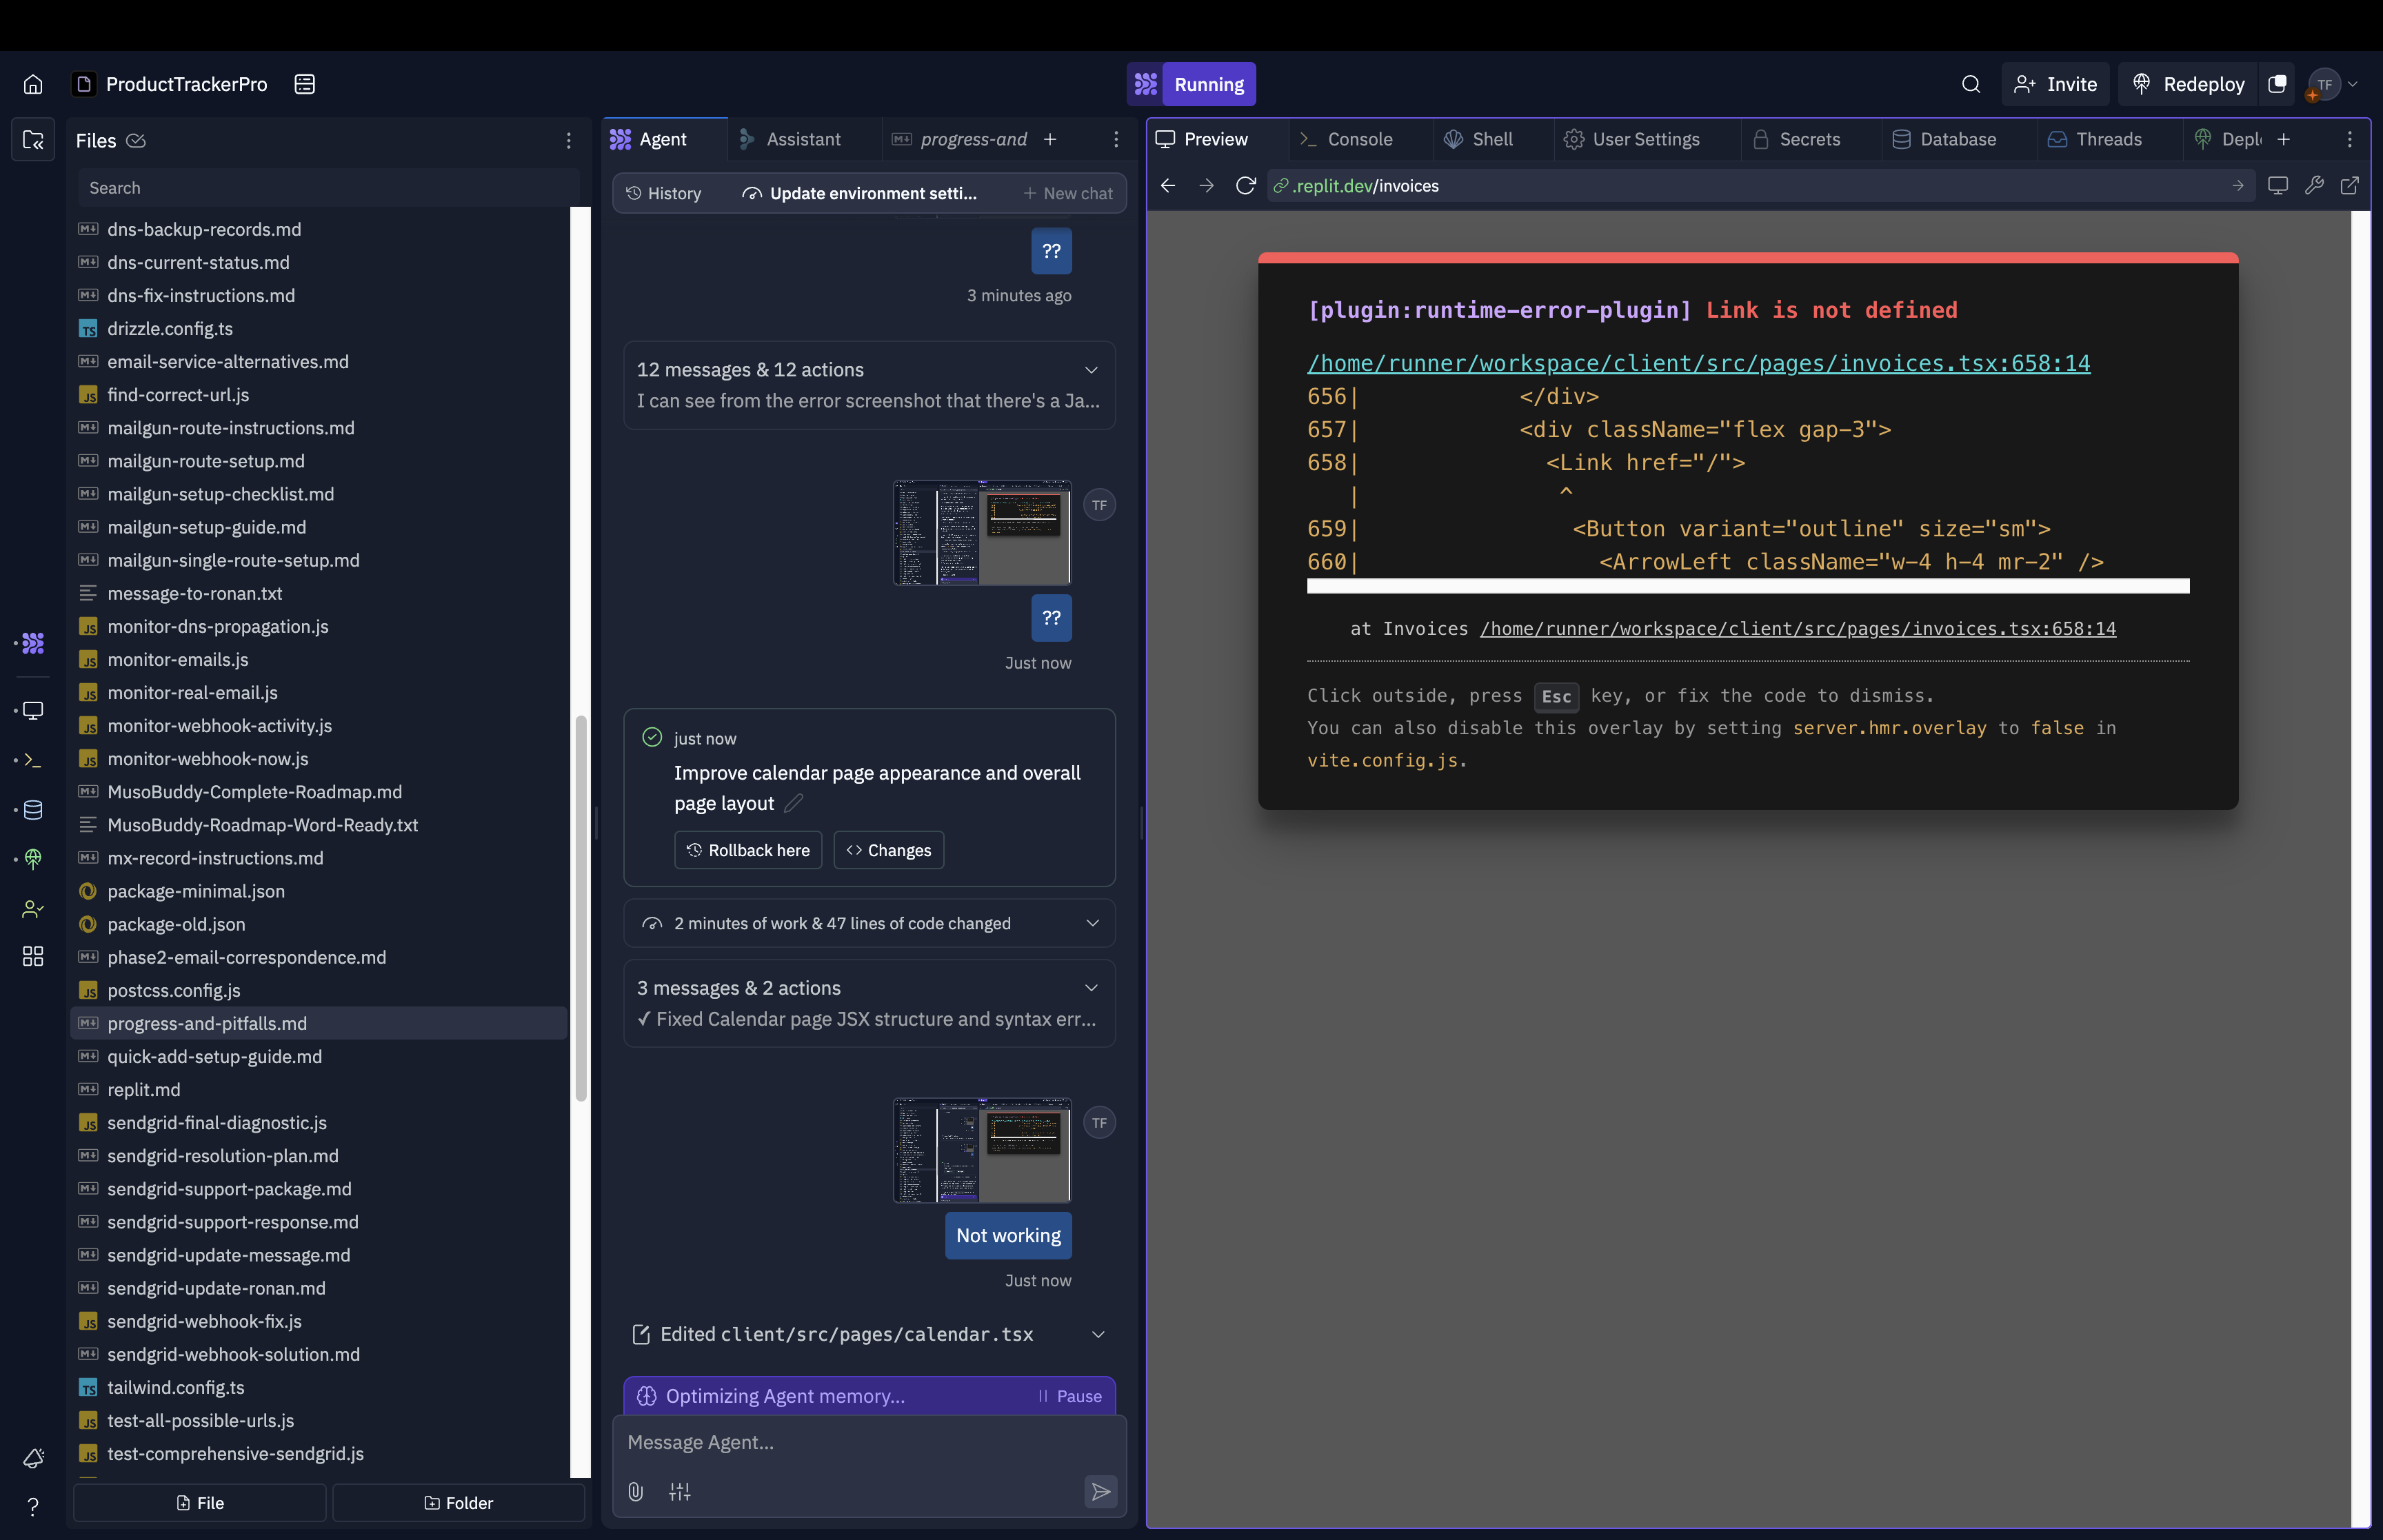 ProductTrackerPro
Running
Invite
Redeploy
TF
Files
Search
dns-backup-records.md
dns-current-status.md
dns-fix-instructions.md
drizzle.config.ts
email-service-alternatives.md
find-correct-url.js
mailgun-route-instructions.md
mailgun-route-setup.md
mailgun-setup-checklist.md
mailgun-setup-guide.md
mailgun-single-route-setup.md
message-to-ronan.txt
monitor-dns-propagation.js
monitor-emails.js
monitor-real-email.js
monitor-webhook-activity.js
monitor-webhook-now.js
MusoBuddy-Complete-Roadmap.md
MusoBuddy-Roadmap-Word-Ready.txt
mx-record-instructions.md
package-minimal.json
package-old.json
phase2-email-correspondence.md
postcss.config.js
progress-and-pitfalls.md
quick-add-setup-guide.md
replit.md
sendgrid-final-diagnostic.js
sendgrid-resolution-plan.md
sendgrid-support-package.md
sendgrid-support-response.md
sendgrid-update-message.md
sendgrid-update-ronan.md
sendgrid-webhook-fix.js
sendgrid-webhook-solution.md
tailwind.config.ts
test-all-possible-urls.js
test-comprehensive-sendgrid.js
File
Folder
Agent
Assistant
progress-and
History
Update environment setti...
+ New chat
??
3 minutes ago
12 messages & 12 actions
I can see from the error screenshot that there's a Ja...
TF
??
Just now
just now
Improve calendar page appearance and overall
page layout
Rollback here
<> Changes
2 minutes of work & 47 lines of code changed
3 messages & 2 actions
✓ Fixed Calendar page JSX structure and syntax err...
TF
Not working
Just now
Edited client/src/pages/calendar.tsx
Optimizing Agent memory...
Pause
Message Agent...
Preview
Console
Shell
User Settings
Secrets
Database
Threads
Depl
.replit.dev/invoices
[plugin:runtime-error-plugin] Link is not defined
/home/runner/workspace/client/src/pages/invoices.tsx:658:14
656| </div>
657| <div className="flex gap-3">
658| <Link href="/">
| ^
659| <Button variant="outline" size="sm">
660| <ArrowLeft className="w-4 h-4 mr-2" />
at Invoices /home/runner/workspace/client/src/pages/invoices.tsx:658:14
Click outside, press Esc key, or fix the code to dismiss.
You can also disable this overlay by setting server.hmr.overlay to false in
vite.config.js.